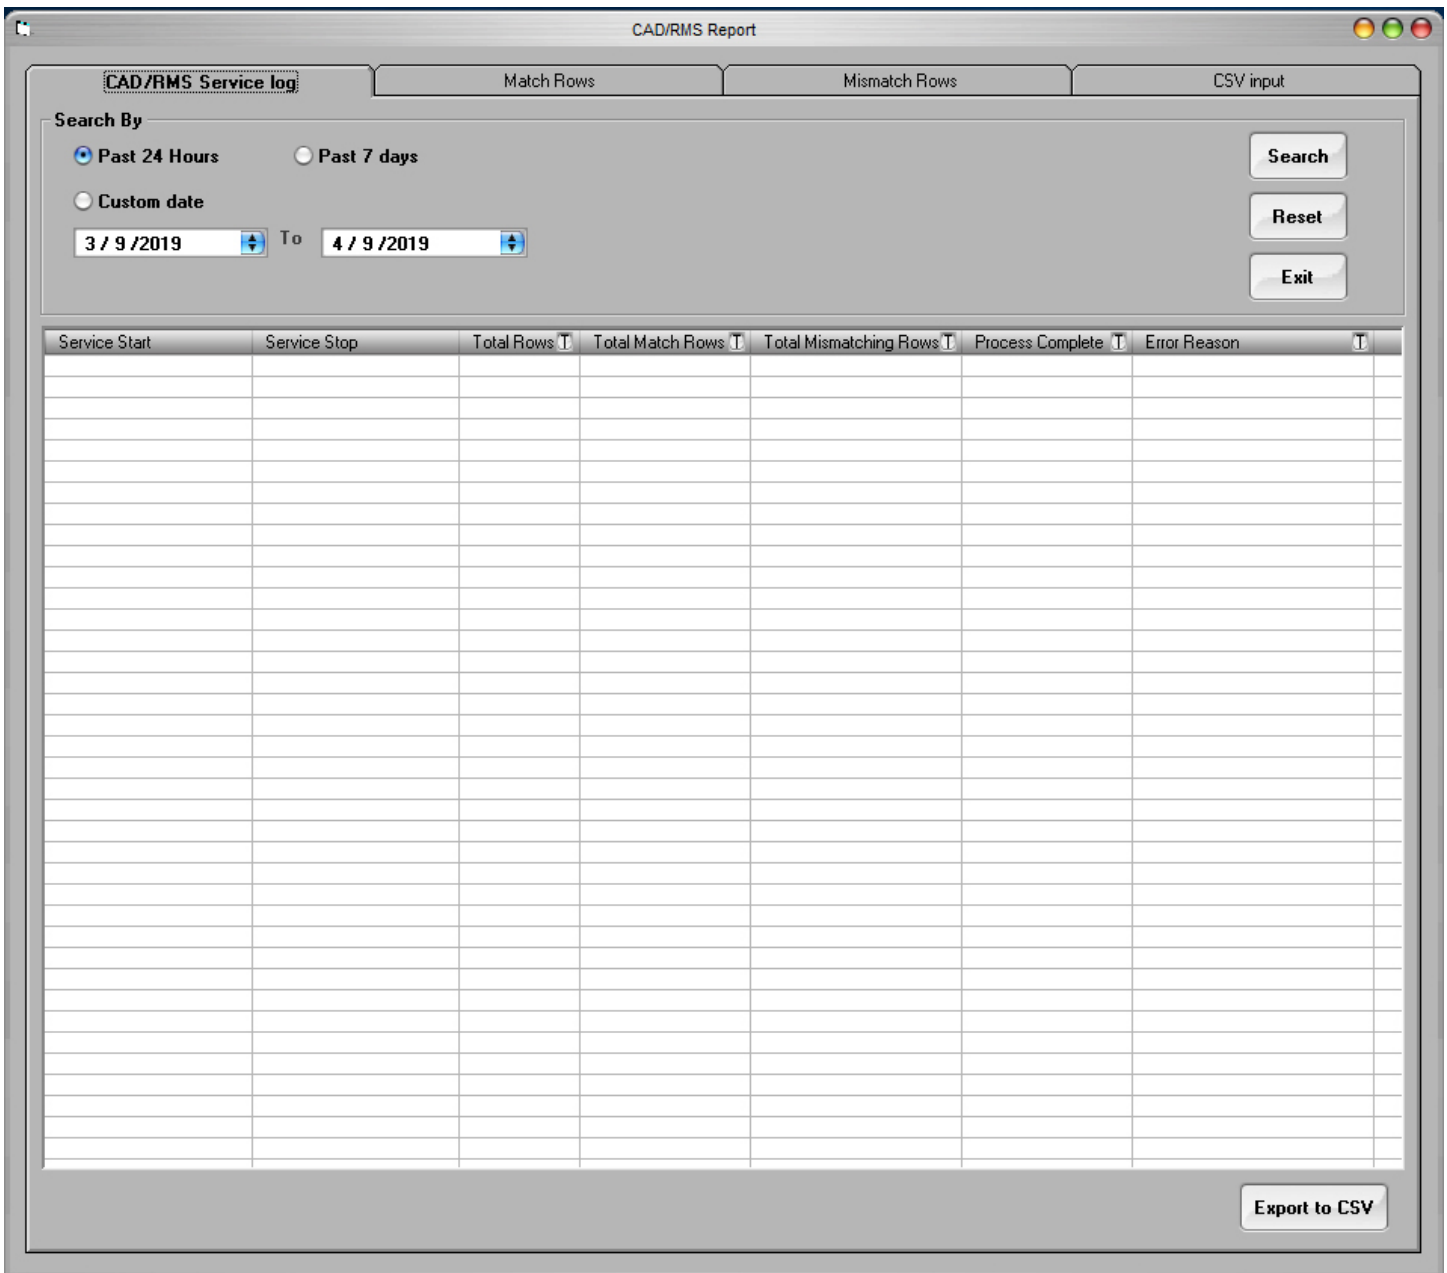 CAD/RMS Report
CAD/RMS Service log Match Rows Mismatch Rows CSV input
Search By
Past 24 Hours Past 7 days Search
Custom date Reset
3 / 9 /2019 To 4 / 9 /2019
Exit
Service Start Service Stop Total Rows T Total Match Rows T Total Mismatching Rows T Process Complete T Error Reason T
Export to CSV